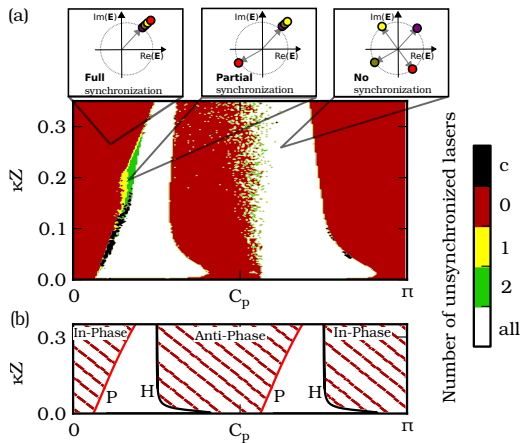 (a)
Im(E)
Re(E)
Full
synchronization
Im(E)
Re(E)
Partial
synchronization
Im(E)
Re(E)
No
synchronization
κZ
0.3
0.2
0.1
0.0
0
C_p
π
Number of unsynchronized lasers
c
0
1
2
all
(b)
κZ
0.3
0.0
In-Phase
Anti-Phase
In-Phase
P
H
P
H
0
C_p
π